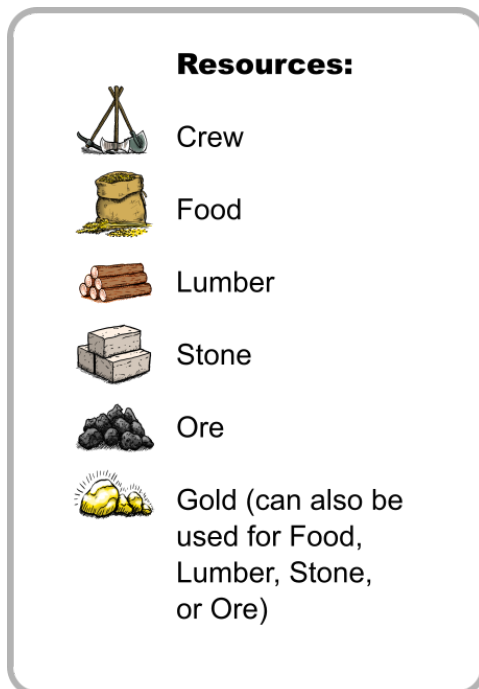 Resources:
Crew
Food
Lumber
Stone
Ore
Gold (can also be
used for Food,
Lumber, Stone,
or Ore)